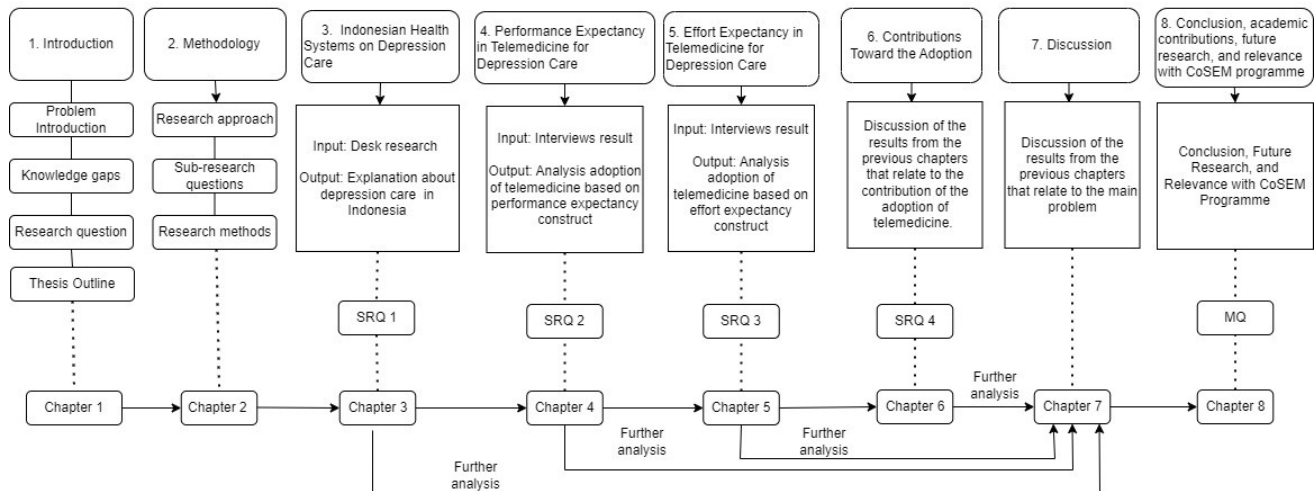 1. Introduction
2. Methodology
3. Indonesian Health
Systems on Depression
Care
4. Performance Expectancy
in Telemedicine for
Depression Care
5. Effort Expectancy in
Telemedicine for
Depression Care
6. Contributions
Toward the Adoption
7. Discussion
8. Conclusion, academic
contributions, future
research, and relevance
with CoSEM programme
Problem
Introduction
Knowledge gaps
Research question
Thesis Outline
Research approach
Sub-research
questions
Research methods
Input: Desk research
Output: Explanation about
depression care in
Indonesia
Input: Interviews result
Output: Analysis adoption
of telemedicine based on
performance expectancy
construct
Input: Interviews result
Output: Analysis
adoption of
telemedicine based on
effort expectancy
construct
Discussion of the
results from the
previous chapters
that relate to the
contribution of the
adoption of
telemedicine.
Discussion of the
results from the
previous chapters
that relate to the main
problem
Conclusion, Future
Research, and
Relevance with CoSEM
Programme
SRQ 1
SRQ 2
SRQ 3
SRQ 4
MQ
Chapter 1
Chapter 2
Chapter 3
Chapter 4
Chapter 5
Chapter 6
Further
analysis
Chapter 7
Chapter 8
Further
analysis
Further
analysis
Further
analysis